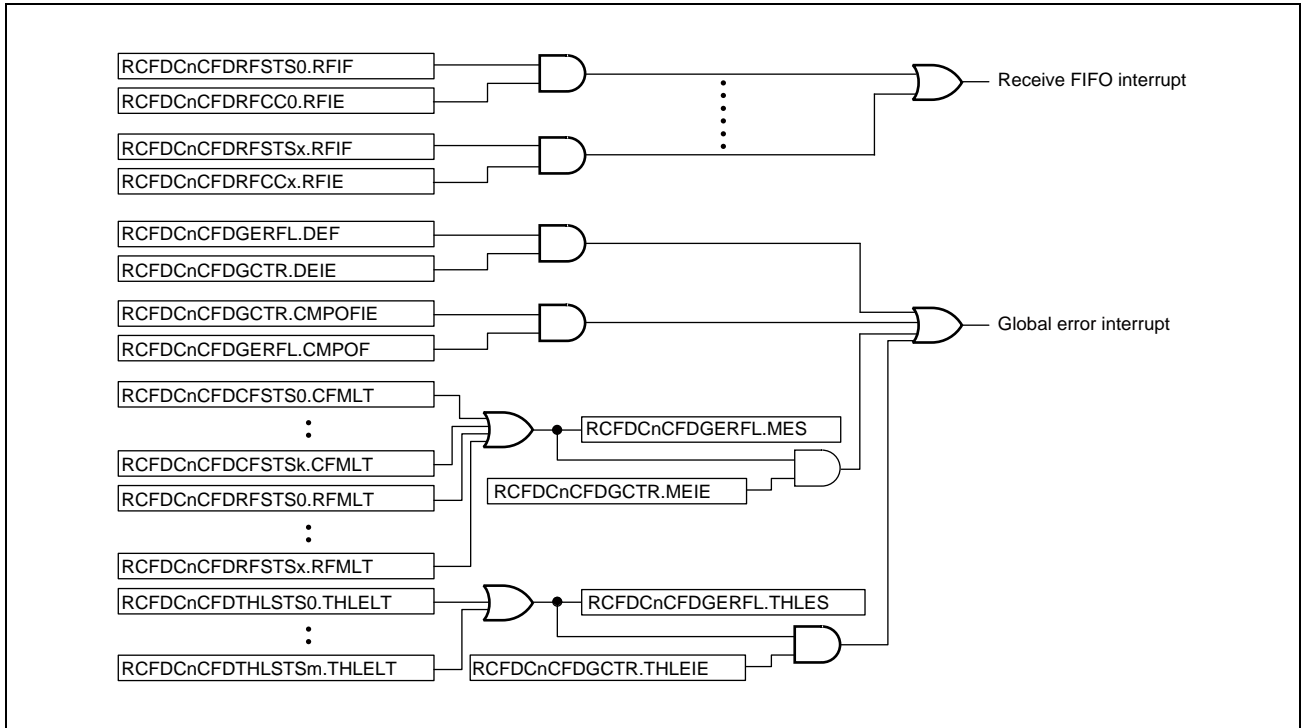 RCFDCnCFDRFSTS0.RFIF
RCFDCnCFDRFCC0.RFIE
Receive FIFO interrupt
RCFDCnCFDRFSTSx.RFIF
RCFDCnCFDRFCCx.RFIE
RCFDCnCFDGERFL.DEF
RCFDCnCFDGCTR.DEIE
RCFDCnCFDGCTR.CMPOFIE
Global error interrupt
RCFDCnCFDGERFL.CMPOF
RCFDCnCFDCFSTS0.CFMLT
RCFDCnCFDGERFL.MES
RCFDCnCFDCFSTSk.CFMLT
RCFDCnCFDGCTR.MEIE
RCFDCnCFDRFSTS0.RFMLT
RCFDCnCFDRFSTSx.RFMLT
RCFDCnCFDTHLSTS0.THLELT
RCFDCnCFDGERFL.THLES
RCFDCnCFDTHLSTSm.THLELT
RCFDCnCFDGCTR.THLEIE